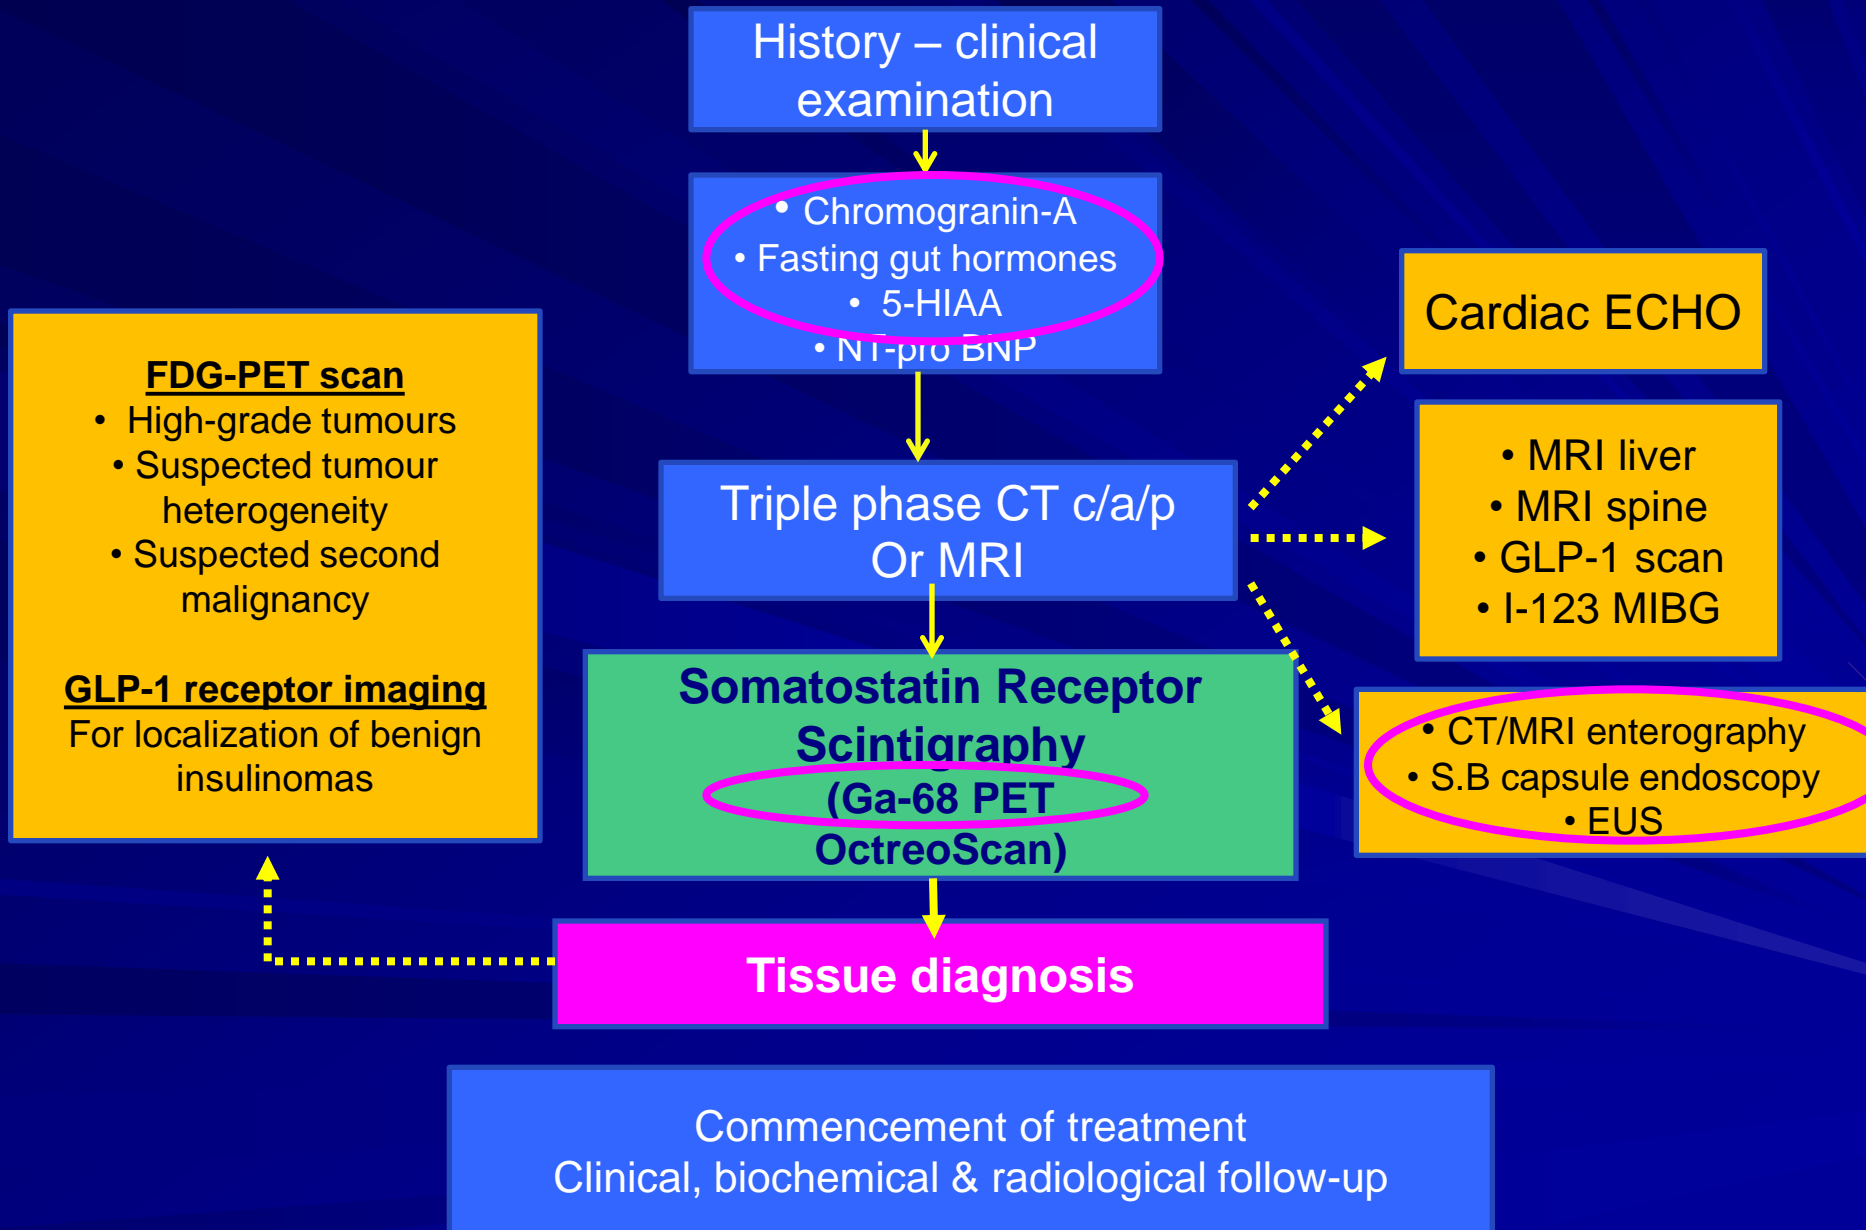 History – clinical
examination
• Chromogranin-A
• Fasting gut hormones
• 5-HIAA
• NT-pro BNP
Cardiac ECHO
FDG-PET scan
• High-grade tumours
• Suspected tumour
heterogeneity
• Suspected second
malignancy
GLP-1 receptor imaging
For localization of benign
insulinomas
Triple phase CT c/a/p
Or MRI
• MRI liver
• MRI spine
• GLP-1 scan
• I-123 MIBG
Somatostatin Receptor
Scintigraphy
(Ga-68 PET
OctreoScan)
• CT/MRI enterography
• S.B capsule endoscopy
• EUS
Tissue diagnosis
Commencement of treatment
Clinical, biochemical & radiological follow-up